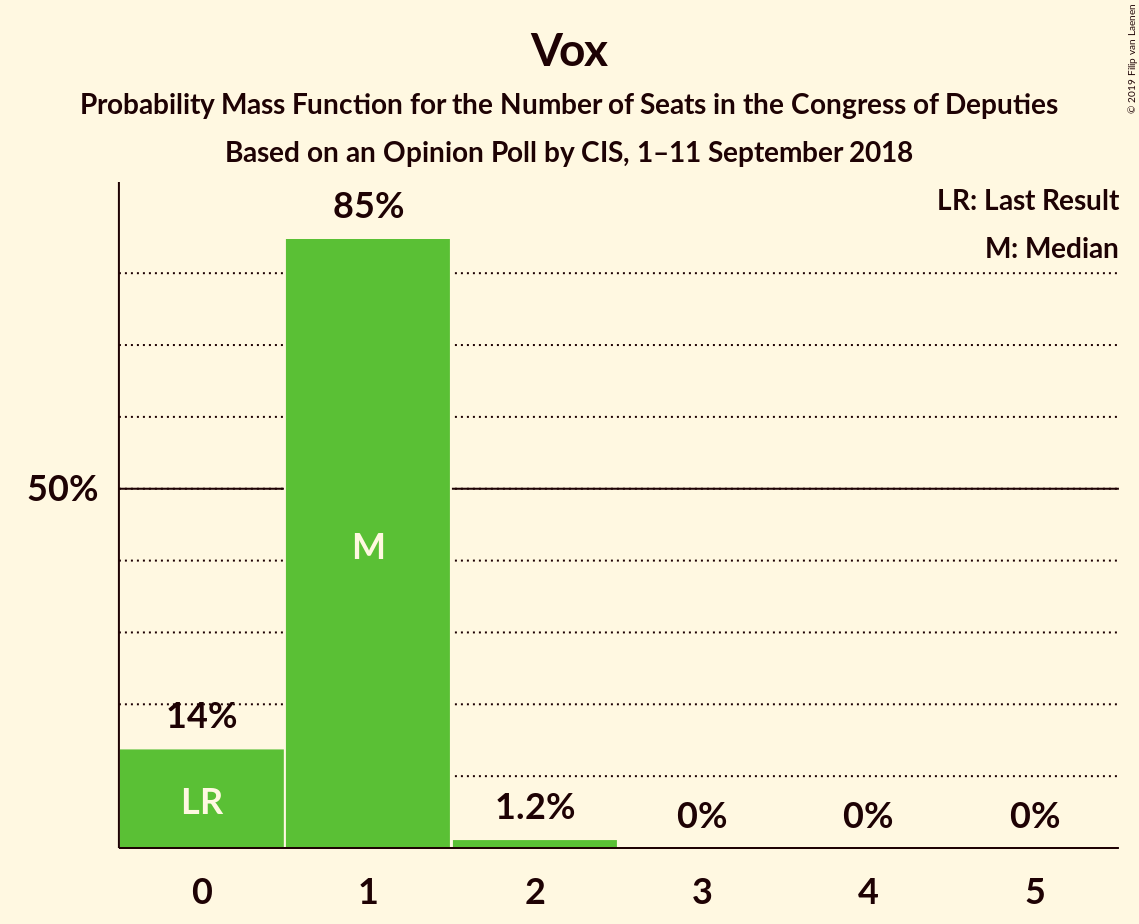 Vox
Probability Mass Function for the Number of Seats in the Congress of Deputies
Based on an Opinion Poll by CIS, 1–11 September 2018
© 2019 Filip van Laenen
LR: Last Result
M: Median
85%
50%
M
14%
LR
1.2%
0%
0%
0%
0 1 2 3 4 5